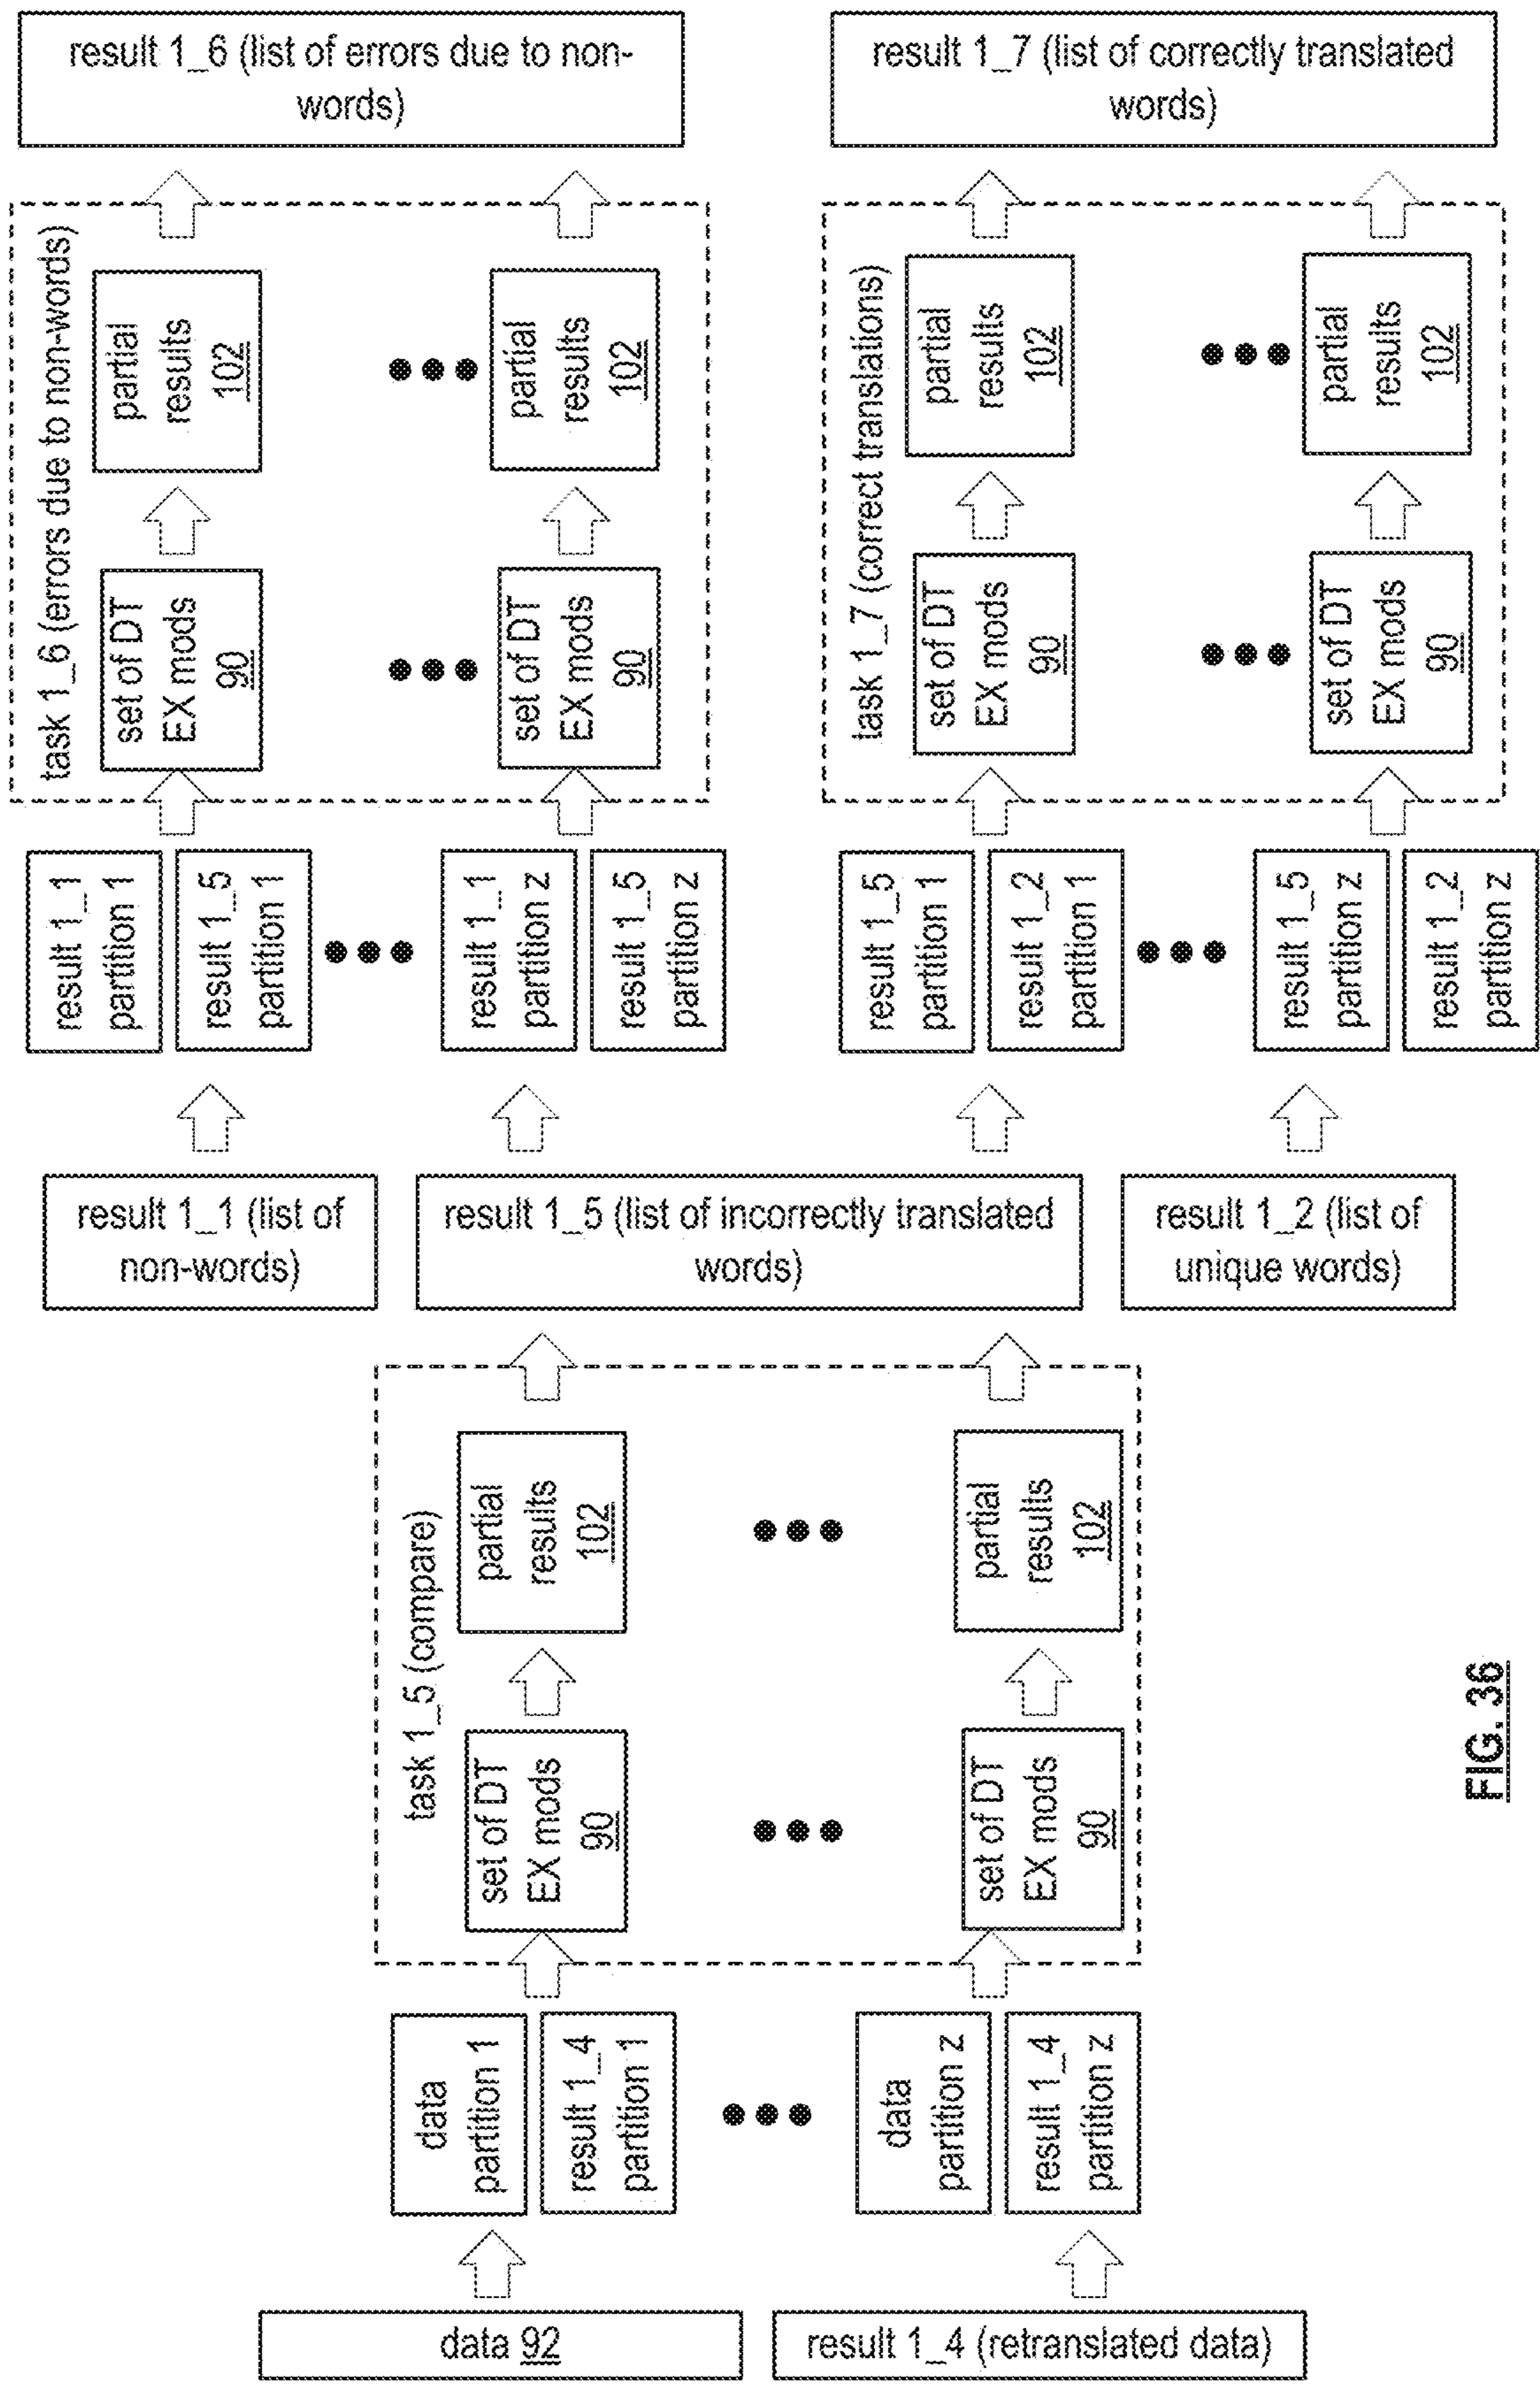 data 92
result 1_4 (retranslated data)
data
partition 1
result 1_4
partition 1
data
partition z
result 1_4
partition z
task 1_5 (compare)
set of DT
EX mods
90
partial
results
102
set of DT
EX mods
90
partial
results
102
result 1_1 (list of
non-words)
result 1_5 (list of incorrectly translated
words)
result 1_2 (list of
unique words)
result 1_1
partition 1
result 1_5
partition 1
result 1_1
partition z
result 1_5
partition z
task 1_6 (errors due to non-words)
set of DT
EX mods
90
partial
results
102
set of DT
EX mods
90
partial
results
102
result 1_6 (list of errors due to non-
words)
result 1_5
partition 1
result 1_2
partition 1
result 1_5
partition z
result 1_2
partition z
task 1_7 (correct translations)
set of DT
EX mods
90
partial
results
102
set of DT
EX mods
90
partial
results
102
result 1_7 (list of correctly translated
words)
FIG. 36